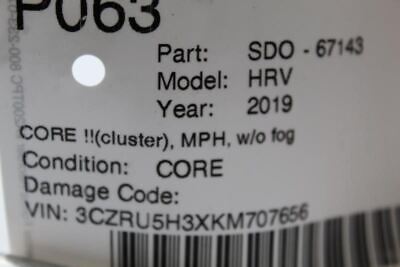 P063
Part: SDO - 67143
Model: HRV
Year: 2019
CORE !!(cluster), MPH, w/o fog
Condition: CORE
Damage Code:
VIN: 3CZRU5H3XKM707656